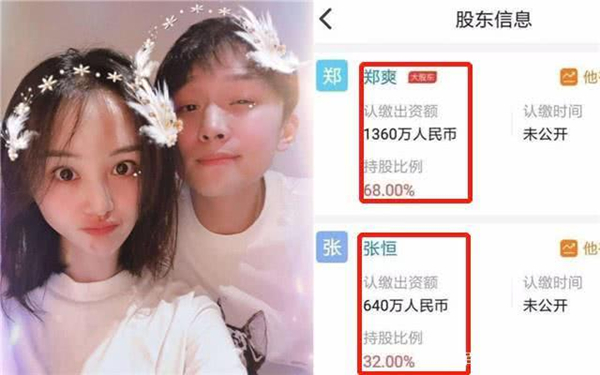 股东信息
郑
郑爽
大股东
他
认缴出资额
认缴时间
1360万人民币
未公开
持股比例
68.00%
张
张恒
他
认缴出资额
认缴时间
640万人民币
未公开
持股比例
32.00%